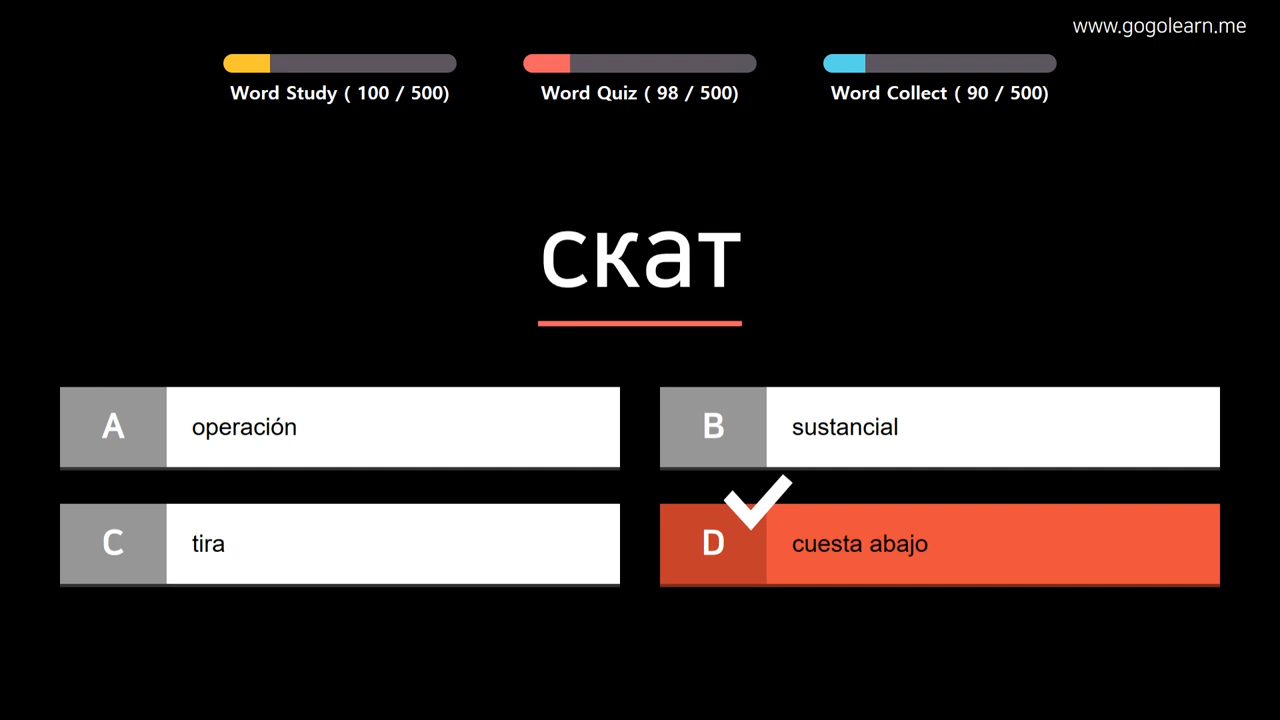 www.gogolearn.me
Word Study ( 100 / 500)
Word Quiz ( 98 / 500)
Word Collect ( 90 / 500)
скат
A operación
B sustancial
C tira
D cuesta abajo